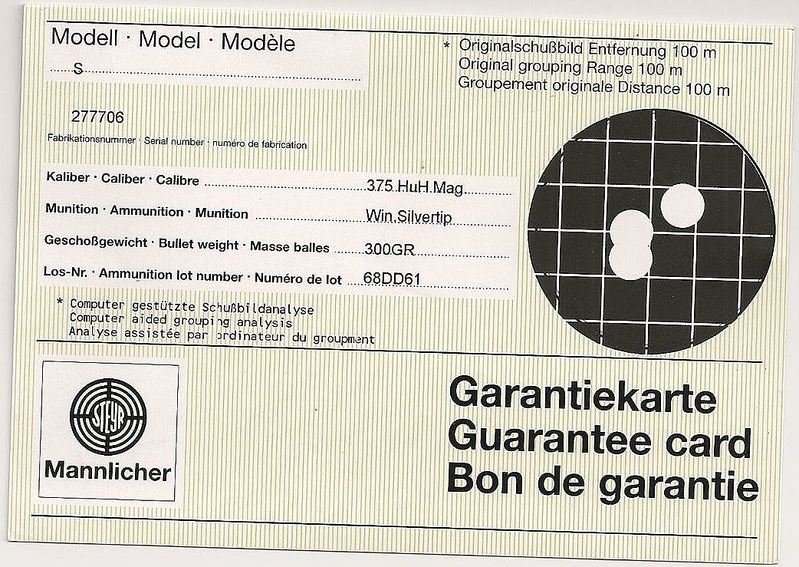 Modell · Model · Modèle
S
* Originalschußbild Entfernung 100 m
Original grouping Range 100 m
Groupement originale Distance 100 m
277706
Fabrikationsnummer · Serial number · numéro de fabrication
Kaliber · Caliber · Calibre 375 HuH.Mag.
Munition · Ammunition · Munition Win.Silvertip
Geschoßgewicht · Bullet weight · Masse balles 300GR
Los-Nr. · Ammunition lot number · Numéro de lot 68DD61
* Computer gestützte Schußbildanalyse
Computer aided grouping analysis
Analyse assistée par ordinateur du groupment
STEYR
Mannlicher
Garantiekarte
Guarantee card
Bon de garantie